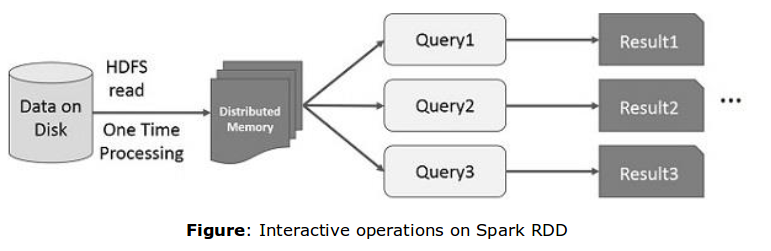 Data on
Disk
HDFS
read
One Time
Processing
Distributed
Memory
Query1
Result1
Query2
Result2
...
Query3
Result3
Figure: Interactive operations on Spark RDD